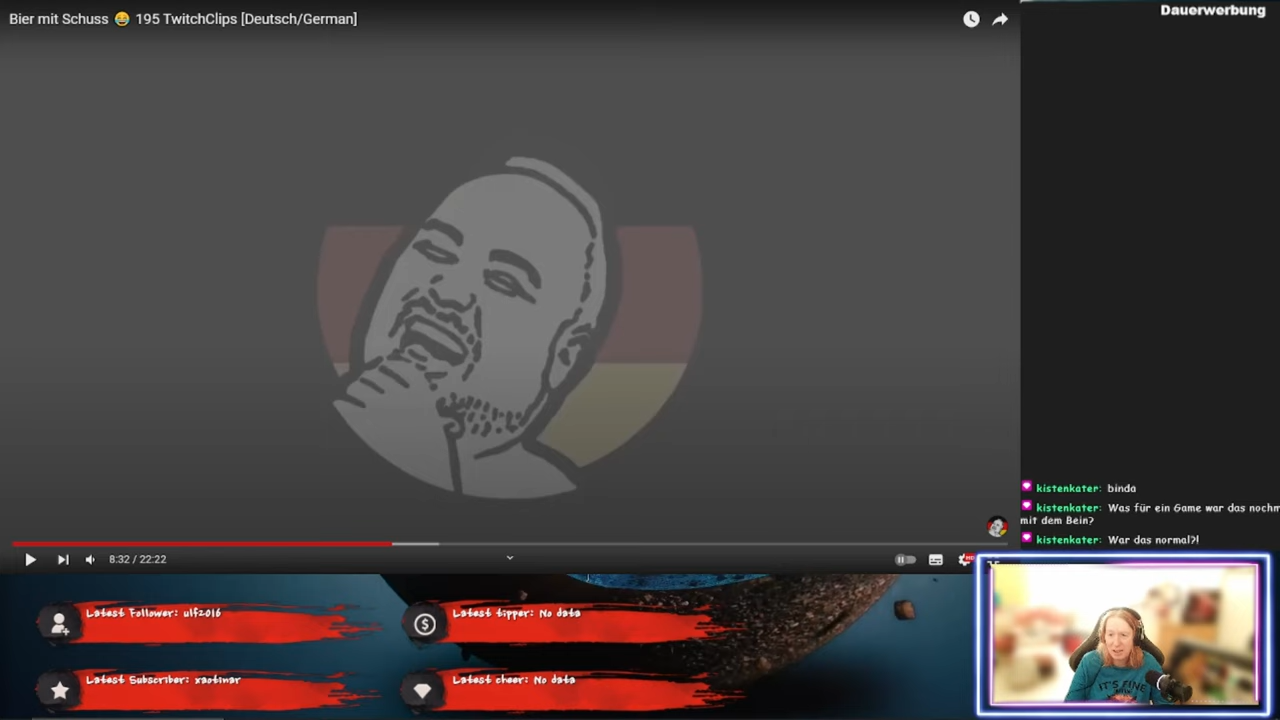 Bier mit Schuss 😂 195 TwitchClips [Deutsch/German]
Dauerwerbung
kistenkater: binda
kistenkater: Was für ein Game war das nochm
mit dem Bein?
kistenkater: War das normal?!
8:32 / 22:22
Latest Follower: ulf2016
Latest tipper: No data
Latest Subscriber: xaotinar
Latest cheer: No data
IT'S FINE